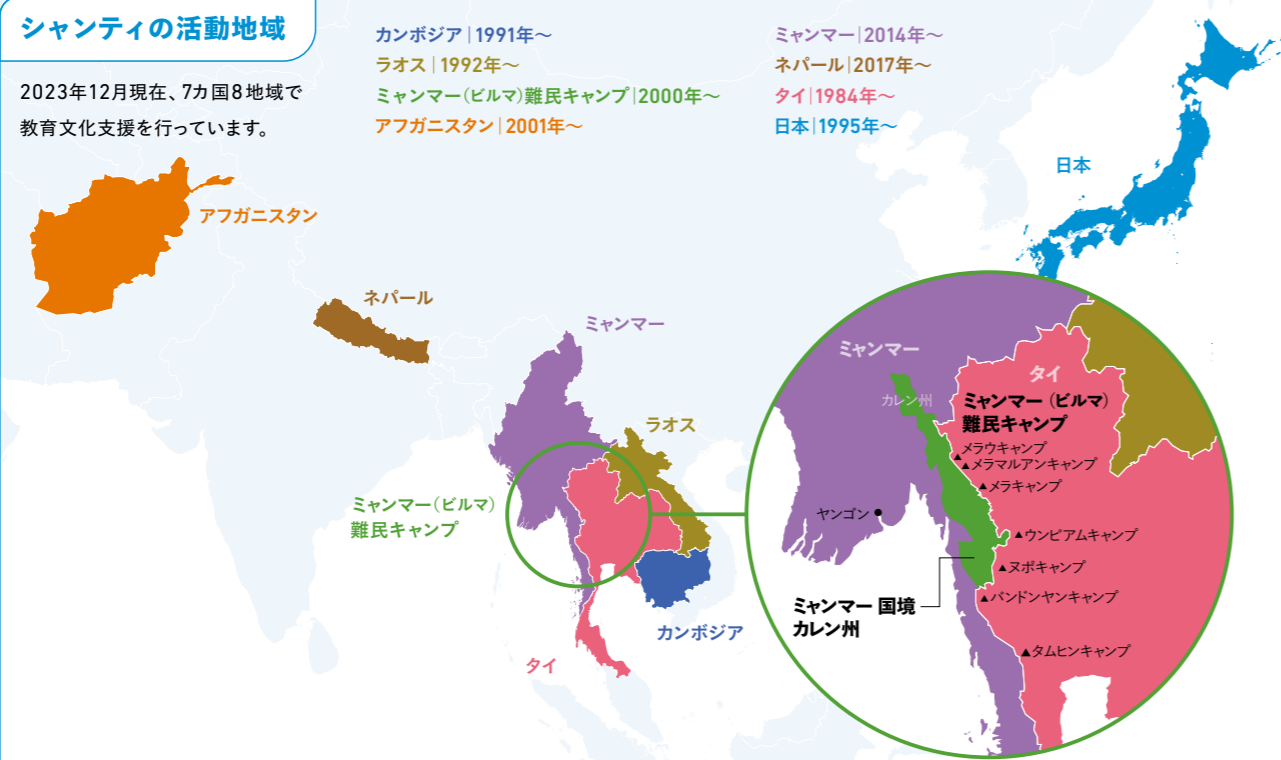 シャンティの活動地域
2023年12月現在、7カ国8地域で
教育文化支援を行っています。
カンボジア|1991年〜
ラオス|1992年〜
ミャンマー(ビルマ)難民キャンプ|2000年〜
アフガニスタン|2001年〜
ミャンマー|2014年〜
ネパール|2017年〜
タイ|1984年〜
日本|1995年〜
日本
アフガニスタン
ネパール
ミャンマー
ラオス
ミャンマー(ビルマ)
難民キャンプ
カンボジア
タイ
ミャンマー
タイ
カレン州
ミャンマー(ビルマ)
難民キャンプ
メラウキャンプ
メラマルアンキャンプ
メラキャンプ
ヤンゴン
ウンピアムキャンプ
ヌポキャンプ
バンドンヤンキャンプ
ミャンマー 国境
カレン州
タムヒンキャンプ